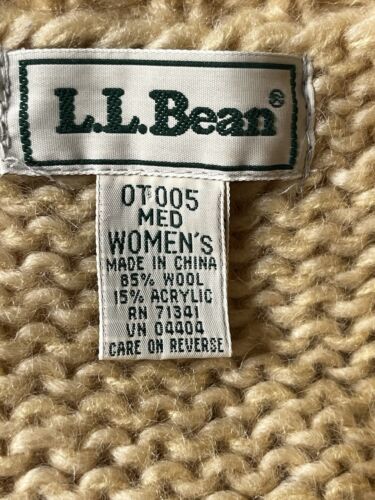 L.L.Bean®
0T005
MED
WOMEN'S
MADE IN CHINA
85% WOOL
15% ACRYLIC
RN 71341
VN 04404
CARE ON REVERSE